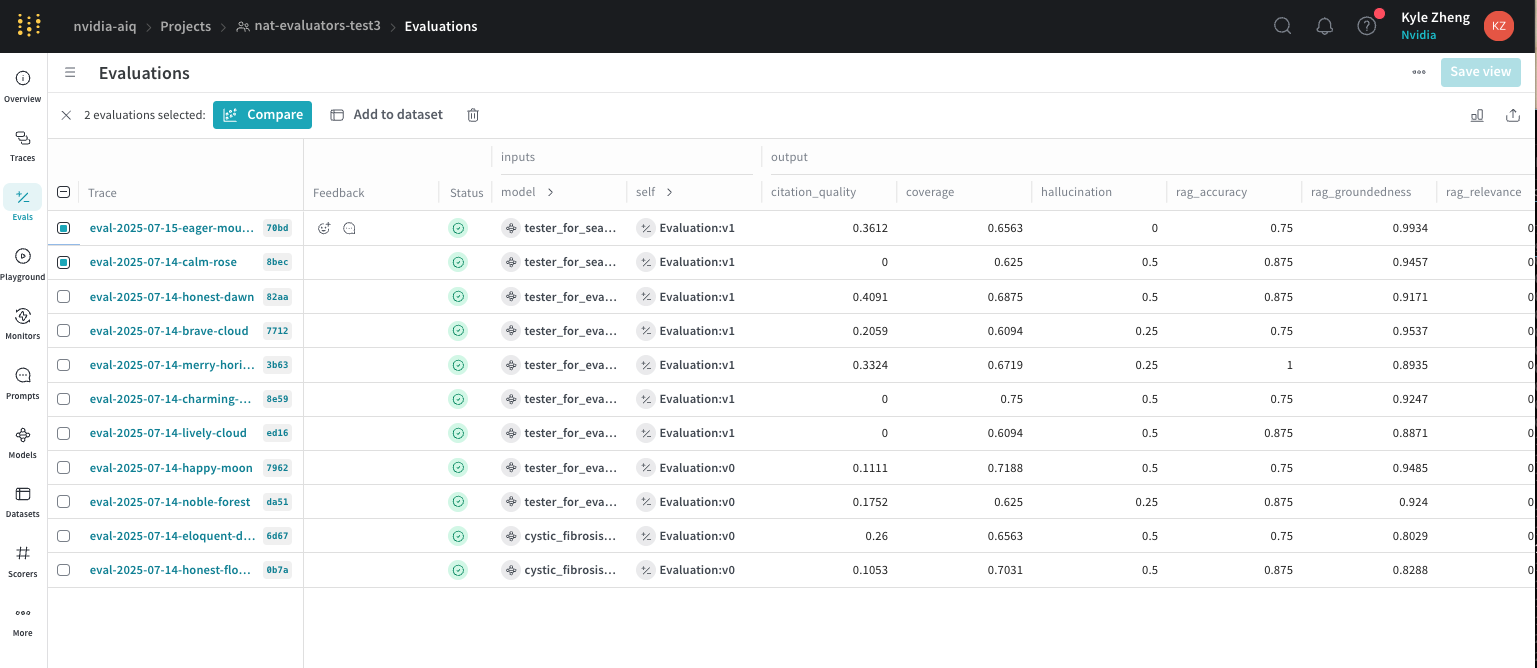 nvidia-aiq Projects nat-evaluators-test3 Evaluations
Kyle Zheng
Nvidia
KZ
Evaluations
Save view
2 evaluations selected: Compare Add to dataset
Overview
Traces
Evals
Playground
Monitors
Prompts
Models
Datasets
Scorers
More
inputs output
Trace Feedback Status model self citation_quality coverage hallucination rag_accuracy rag_groundedness rag_relevance
eval-2025-07-15-eager-mou... 70bd tester_for_sea... Evaluation:v1 0.3612 0.6563 0 0.75 0.9934 0
eval-2025-07-14-calm-rose 8bec tester_for_sea... Evaluation:v1 0 0.625 0.5 0.875 0.9457 0
eval-2025-07-14-honest-dawn 82aa tester_for_eva... Evaluation:v1 0.4091 0.6875 0.5 0.875 0.9171 0
eval-2025-07-14-brave-cloud 7712 tester_for_eva... Evaluation:v1 0.2059 0.6094 0.25 0.75 0.9537 0
eval-2025-07-14-merry-hori... 3b63 tester_for_eva... Evaluation:v1 0.3324 0.6719 0.25 1 0.8935 0
eval-2025-07-14-charming-... 8e59 tester_for_eva... Evaluation:v1 0 0.75 0.5 0.75 0.9247 0
eval-2025-07-14-lively-cloud ed16 tester_for_eva... Evaluation:v1 0 0.6094 0.5 0.875 0.8871 0
eval-2025-07-14-happy-moon 7962 tester_for_eva... Evaluation:v0 0.1111 0.7188 0.5 0.75 0.9485 0
eval-2025-07-14-noble-forest da51 tester_for_eva... Evaluation:v0 0.1752 0.625 0.25 0.875 0.924 0
eval-2025-07-14-eloquent-d... 6d67 cystic_fibrosis... Evaluation:v0 0.26 0.6563 0.5 0.75 0.8029 0
eval-2025-07-14-honest-flo... 0b7a cystic_fibrosis... Evaluation:v0 0.1053 0.7031 0.5 0.875 0.8288 0